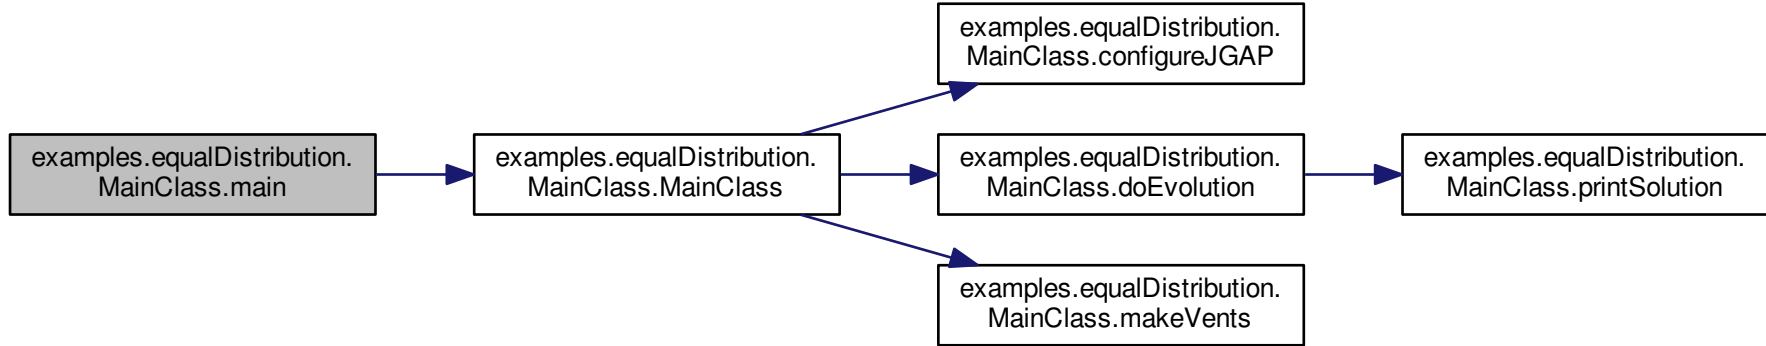 examples.equalDistribution.
MainClass.main
examples.equalDistribution.
MainClass.MainClass
examples.equalDistribution.
MainClass.configureJGAP
examples.equalDistribution.
MainClass.doEvolution
examples.equalDistribution.
MainClass.printSolution
examples.equalDistribution.
MainClass.makeVents